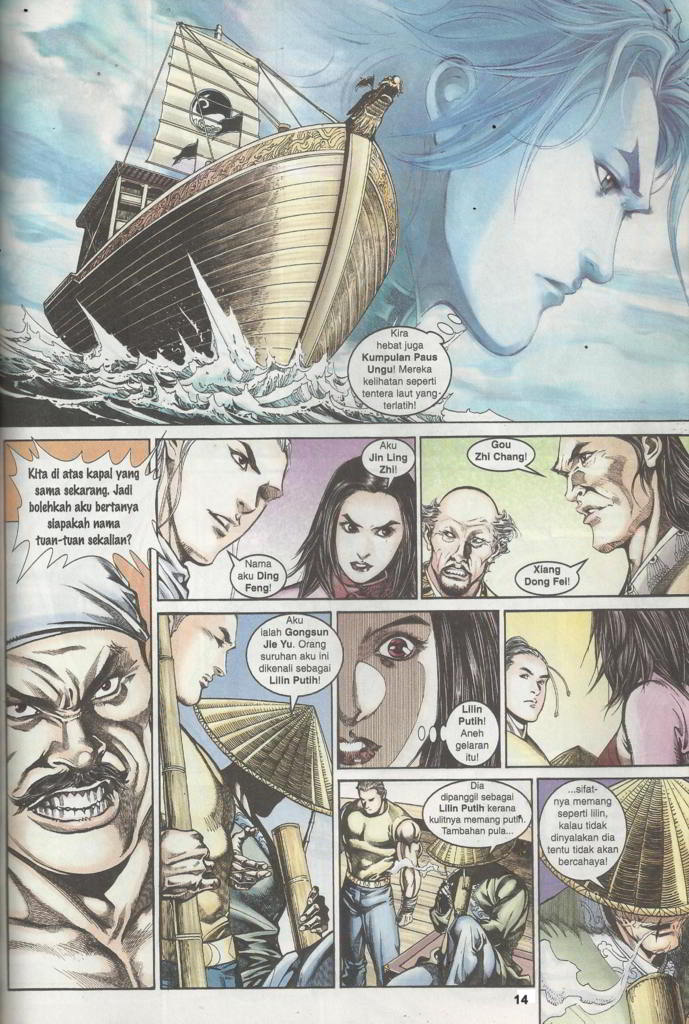 Kira
hebat juga
Kumpulan Paus
Ungu! Mereka
kelihatan seperti
tentera laut yang
terlatih!
Kita di atas kapal yang
sama sekarang. Jadi
bolehkah aku bertanya
siapakah nama
tuan-tuan sekalian?
Nama
aku Ding
Feng!
Aku
Jin Ling
Zhi!
Gou
Zhi Chang!
Xiang
Dong Fei!
Aku
ialah Gongsun
Jie Yu. Orang
suruhan aku ini
dikenali sebagai
Lilin Putih!
Lilin
Putih!
Aneh
gelaran
itu!
Dia
dipanggil sebagai
Lilin Putih kerana
kulitnya memang putih.
Tambahan pula...
...sifat-
nya memang
seperti lilin,
kalau tidak
dinyalakan dia
tentu tidak akan
bercahaya!
14